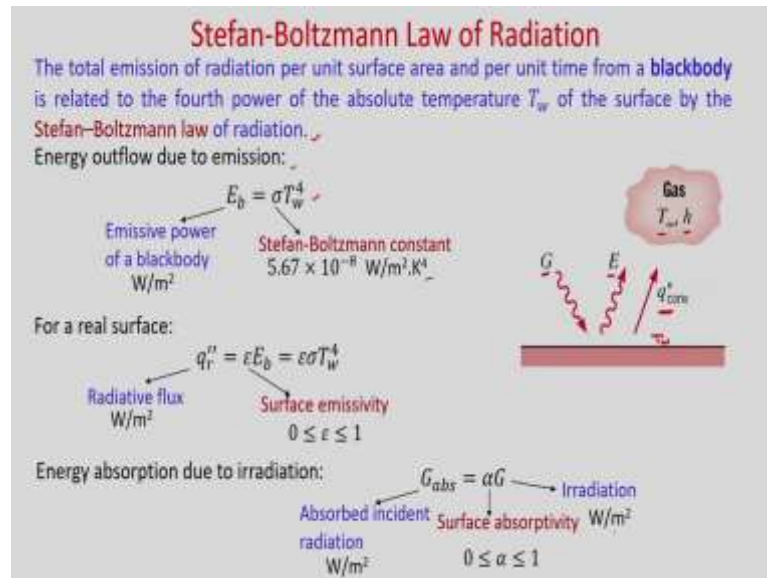 Stefan-Boltzmann Law of Radiation
The total emission of radiation per unit surface area and per unit time from a blackbody
is related to the fourth power of the absolute temperature T_w of the surface by the
Stefan–Boltzmann law of radiation.
Energy outflow due to emission:
E_b = σT_w^4
Emissive power
of a blackbody
W/m²
Stefan-Boltzmann constant
5.67 × 10⁻⁸ W/m².K⁴
Gas
T_∞, h
G
E
q''_conv
For a real surface:
q_r'' = εE_b = εσT_w^4
Radiative flux
W/m²
Surface emissivity
0 ≤ ε ≤ 1
Energy absorption due to irradiation:
G_abs = αG
Absorbed incident
radiation
W/m²
Surface absorptivity
0 ≤ α ≤ 1
Irradiation
W/m²